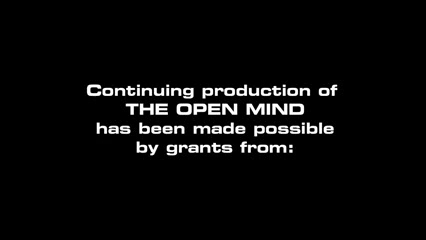 Continuing production of
THE OPEN MIND
has been made possible
by grants from: